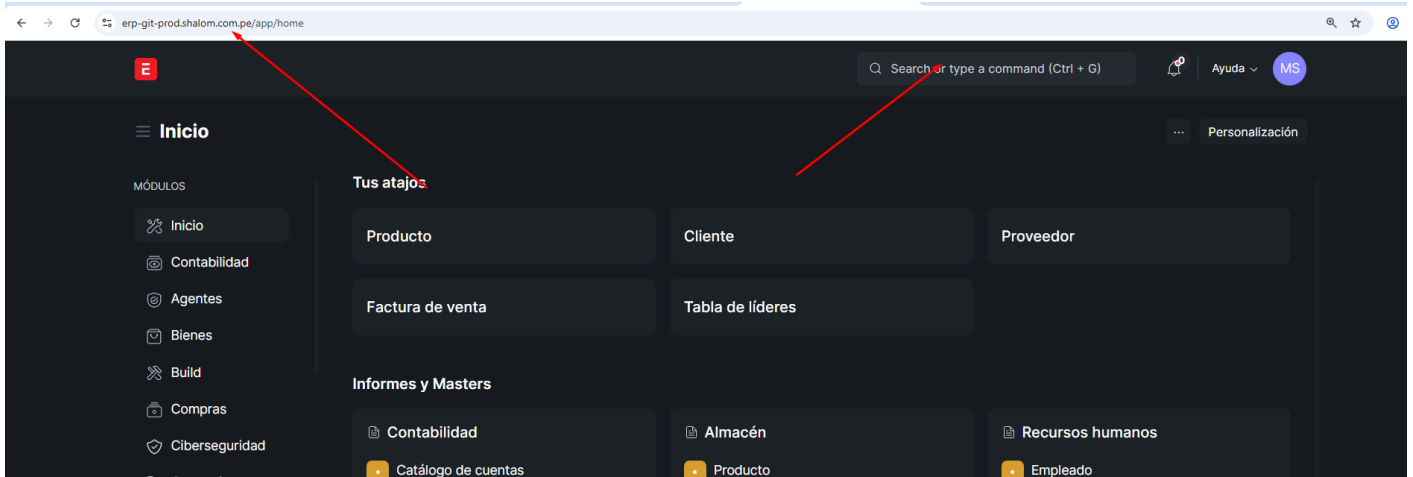 erp-git-prod.shalom.com.pe/app/home
E
Search or type a command (Ctrl + G)
Ayuda
MS
Inicio
...
Personalización
MÓDULOS
Inicio
Contabilidad
Agentes
Bienes
Build
Compras
Ciberseguridad
Tus atajos
Producto
Cliente
Proveedor
Factura de venta
Tabla de líderes
Informes y Masters
Contabilidad
Almacén
Recursos humanos
Catálogo de cuentas
Producto
Empleado